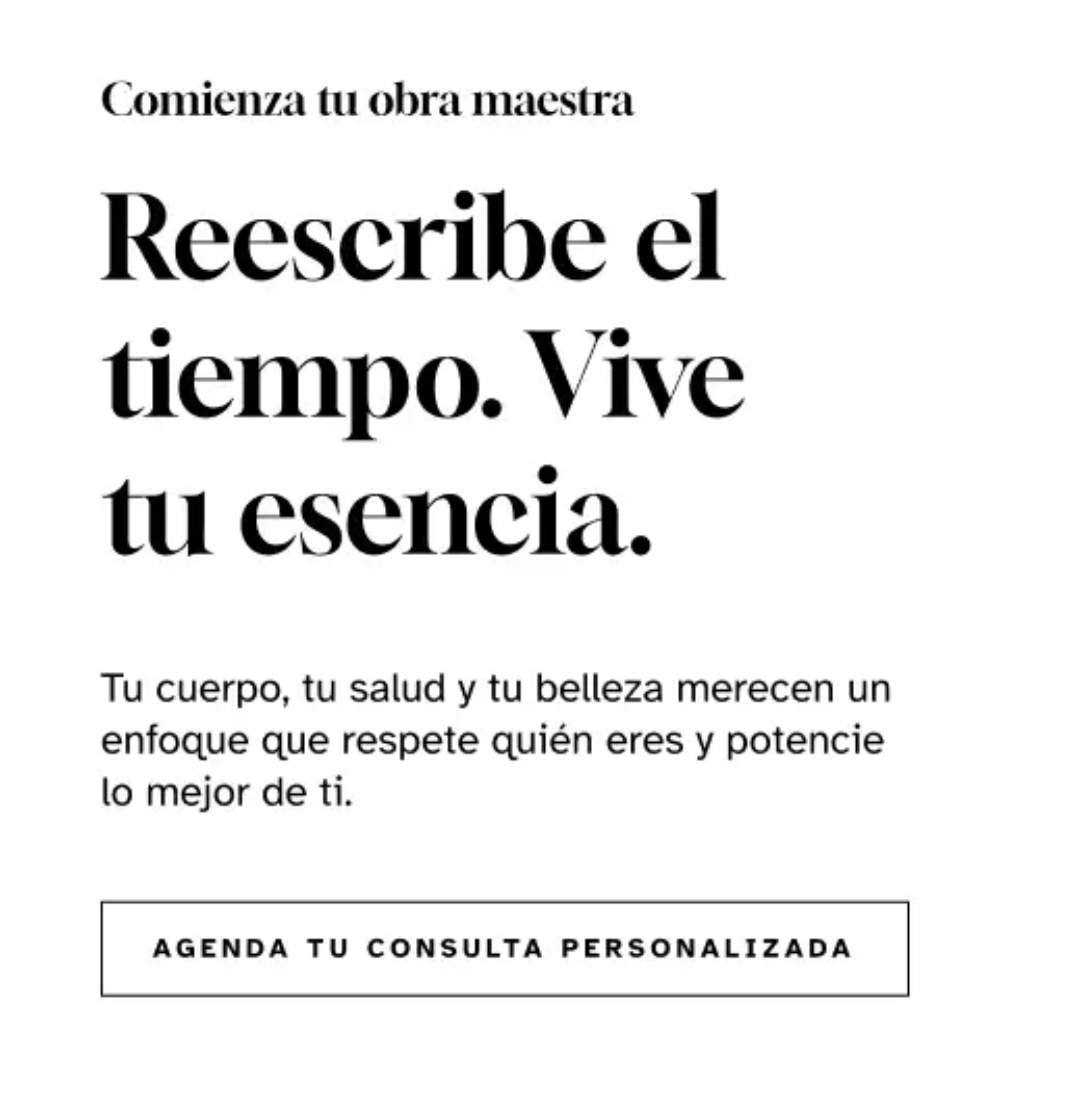 Comienza tu obra maestra
Reescribe el
tiempo. Vive
tu esencia.
Tu cuerpo, tu salud y tu belleza merecen un
enfoque que respete quién eres y potencie
lo mejor de ti.
AGENDA TU CONSULTA PERSONALIZADA